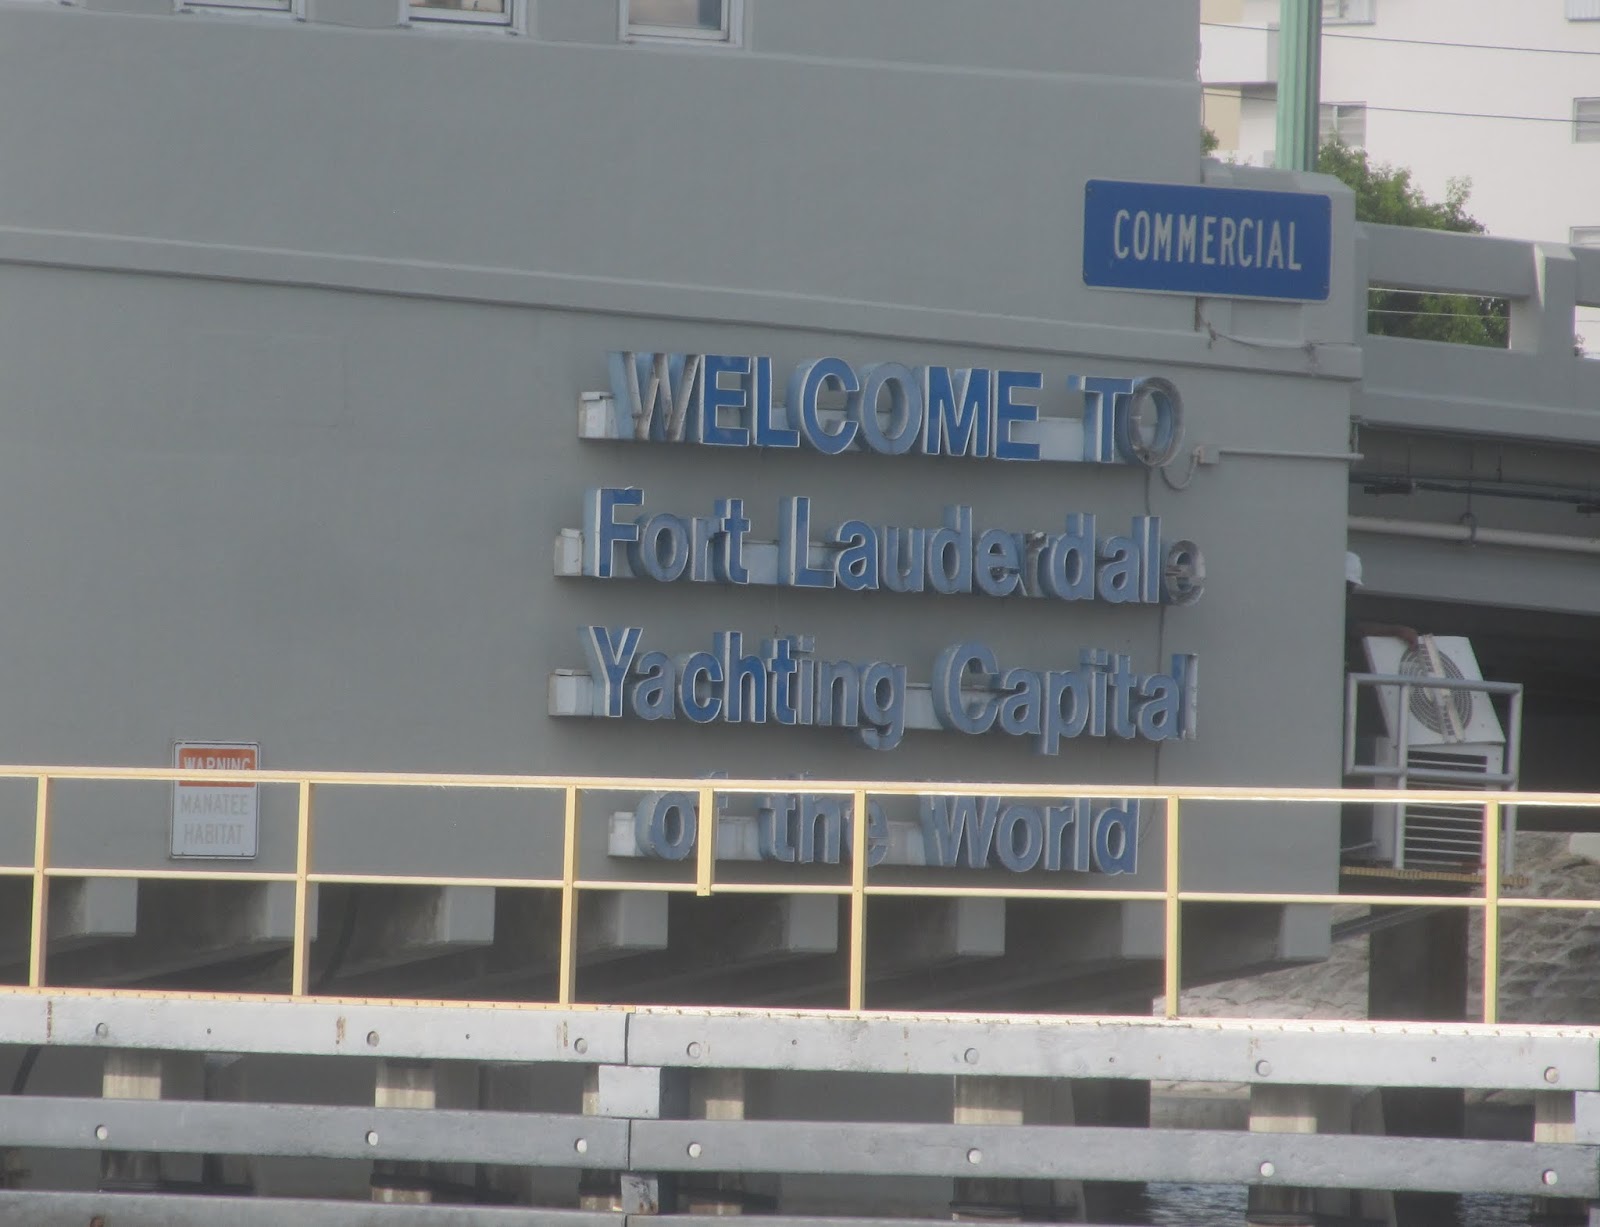 COMMERCIAL
WELCOME TO
Fort Lauderdale
Yachting Capital
of the World
WARNING
MANATEE
HABITAT